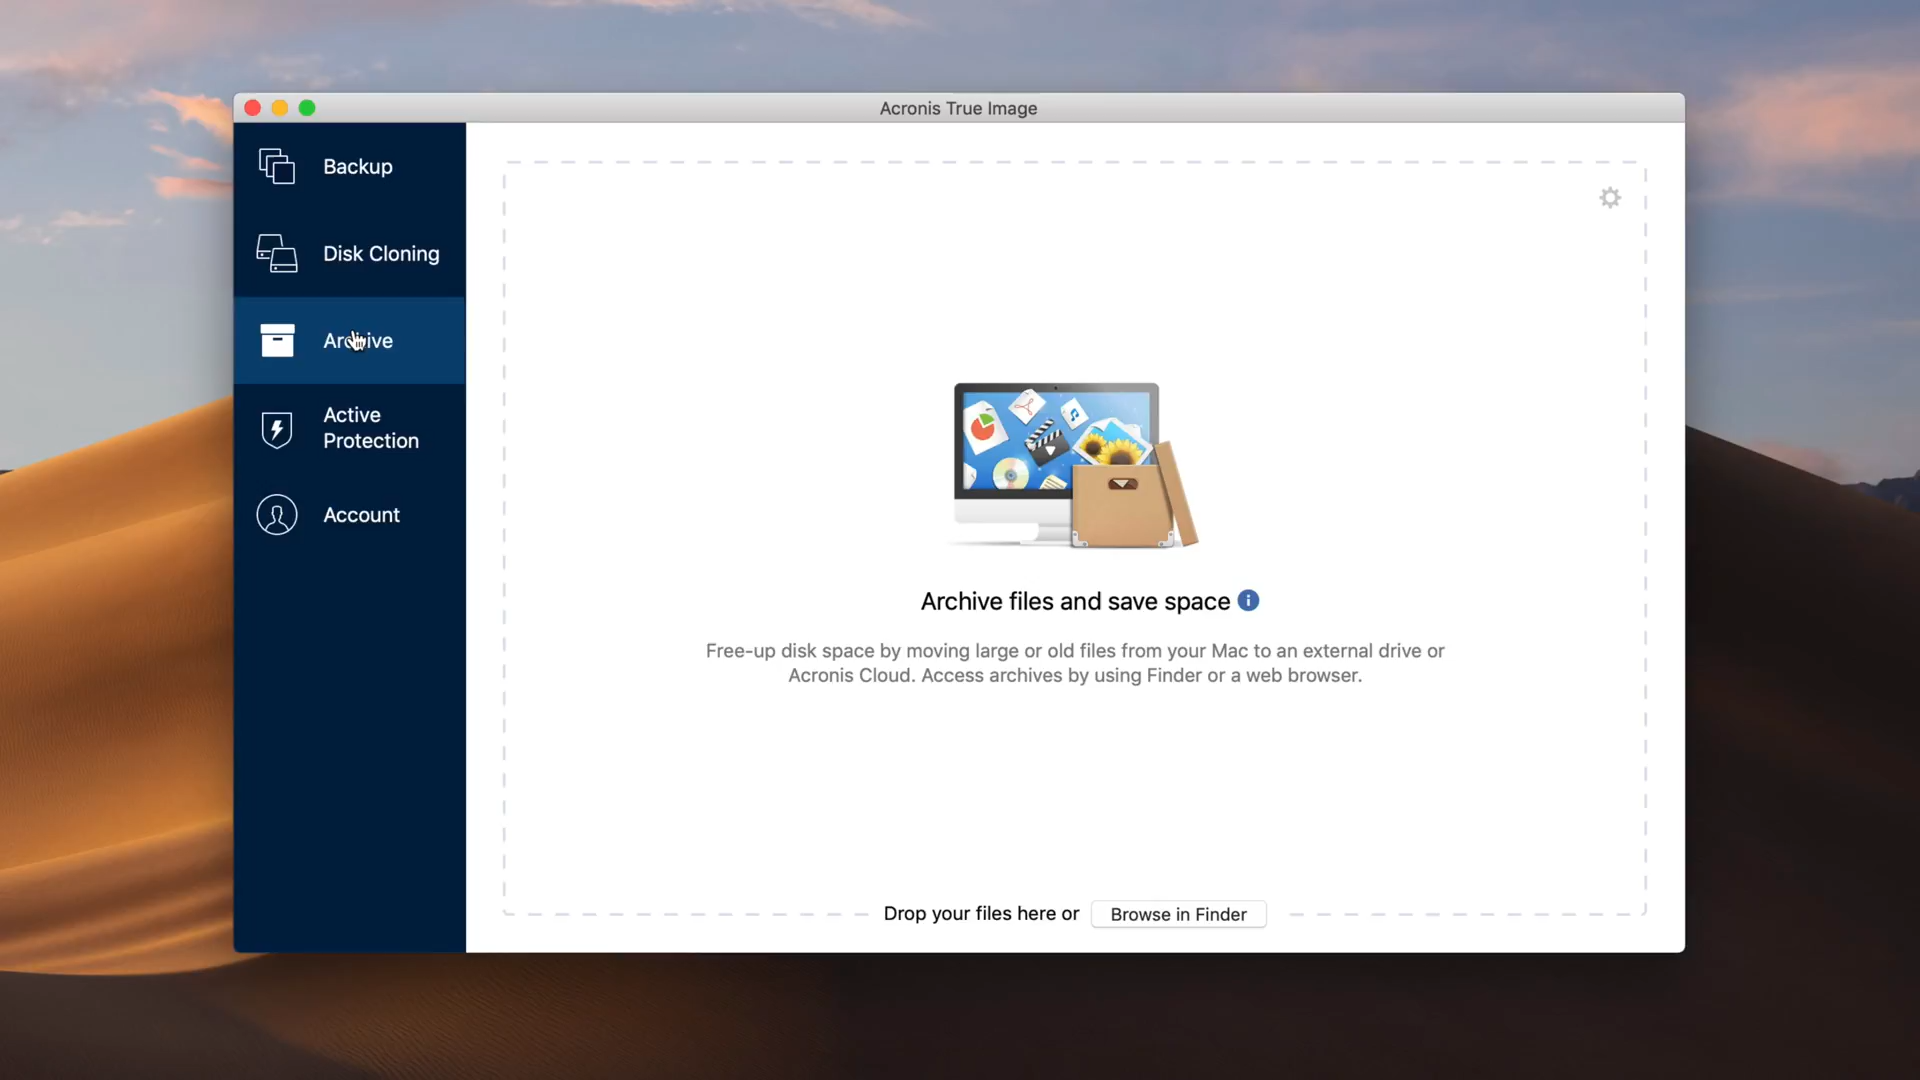 Acronis True Image
Backup
Disk Cloning
Archive
Active
Protection
Account
Archive files and save space
Free-up disk space by moving large or old files from your Mac to an external drive or
Acronis Cloud. Access archives by using Finder or a web browser.
Drop your files here or Browse in Finder